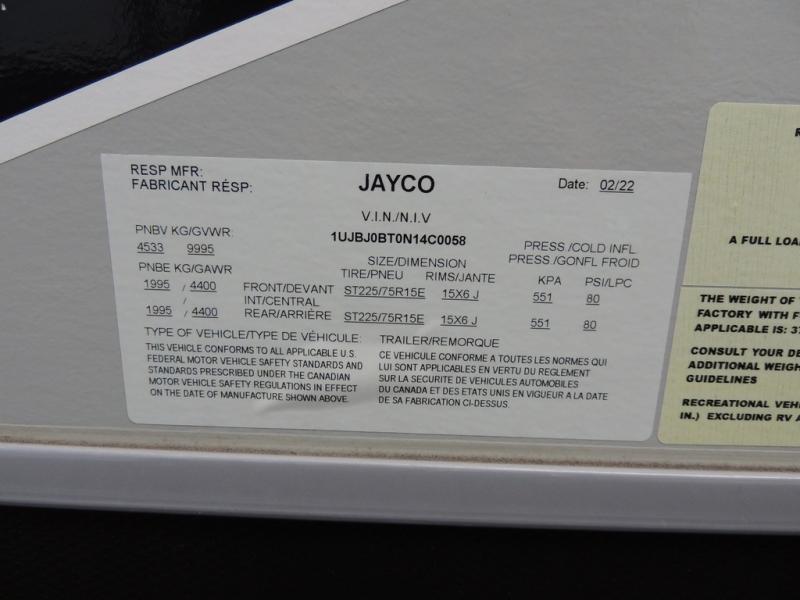 RESP MFR:
FABRICANT RÉSP:
JAYCO
Date: 02/22
V.I.N./N.I.V
1UJBJ0BT0N14C0058
PNBV KG/GVWR:
4533 9995
PRESS./COLD INFL
PRESS./GONFL FROID
SIZE/DIMENSION
TIRE/PNEU RIMS/JANTE
KPA PSI/LPC
PNBE KG/GAWR
1995 / 4400 FRONT/DEVANT ST225/75R15E 15X6 J 551 80
INT/CENTRAL
1995 / 4400 REAR/ARRIÈRE ST225/75R15E 15X6 J 551 80
TYPE OF VEHICLE/TYPE DE VÉHICULE: TRAILER/REMORQUE
THIS VEHICLE CONFORMS TO ALL APPLICABLE U.S.
FEDERAL MOTOR VEHICLE SAFETY STANDARDS AND
STANDARDS PRESCRIBED UNDER THE CANADIAN
MOTOR VEHICLE SAFETY REGULATIONS IN EFFECT
ON THE DATE OF MANUFACTURE SHOWN ABOVE.
CE VEHICULE CONFORME A TOUTES LES NORMES QUI
LUI SONT APPLICABLES EN VERTU DU REGLEMENT
SUR LA SECURITE DE VEHICULES AUTOMOBILES
DU CANADA ET DES ETATS UNIS EN VIGUEUR A LA DATE
DE SA FABRICATION CI-DESSUS.
A FULL LOA
THE WEIGHT OF
FACTORY WITH F
APPLICABLE IS: 37
CONSULT YOUR DE
ADDITIONAL WEIGH
GUIDELINES
RECREATIONAL VEHI
IN.) EXCLUDING RV A